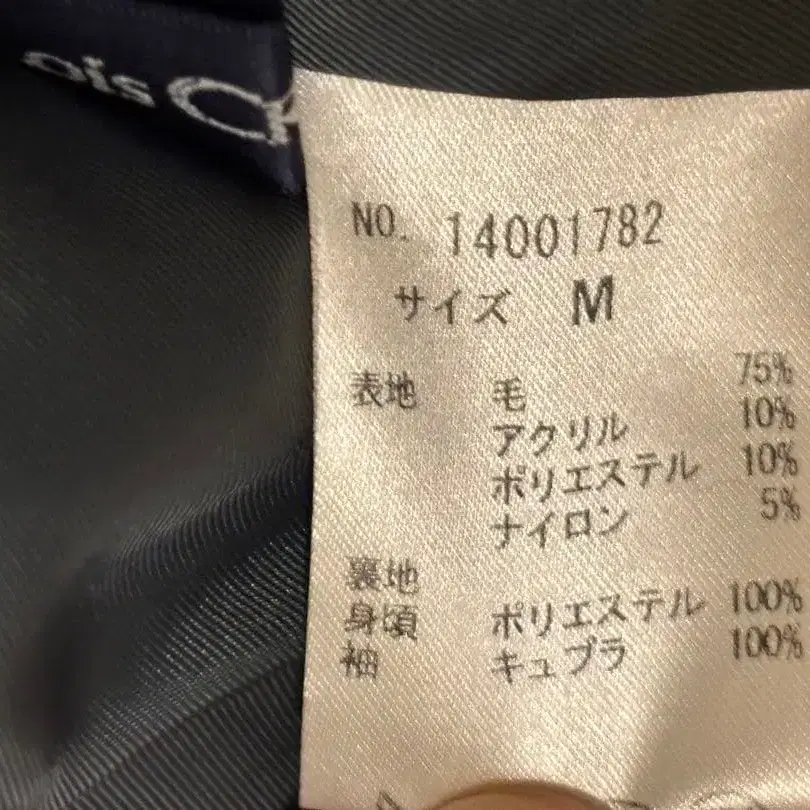 ois C
NO. 14001782
サイズ M
表地 毛 75%
アクリル 10%
ポリエステル 10%
ナイロン 5%
裏地
身頃 ポリエステル 100%
袖 キュプラ 100%